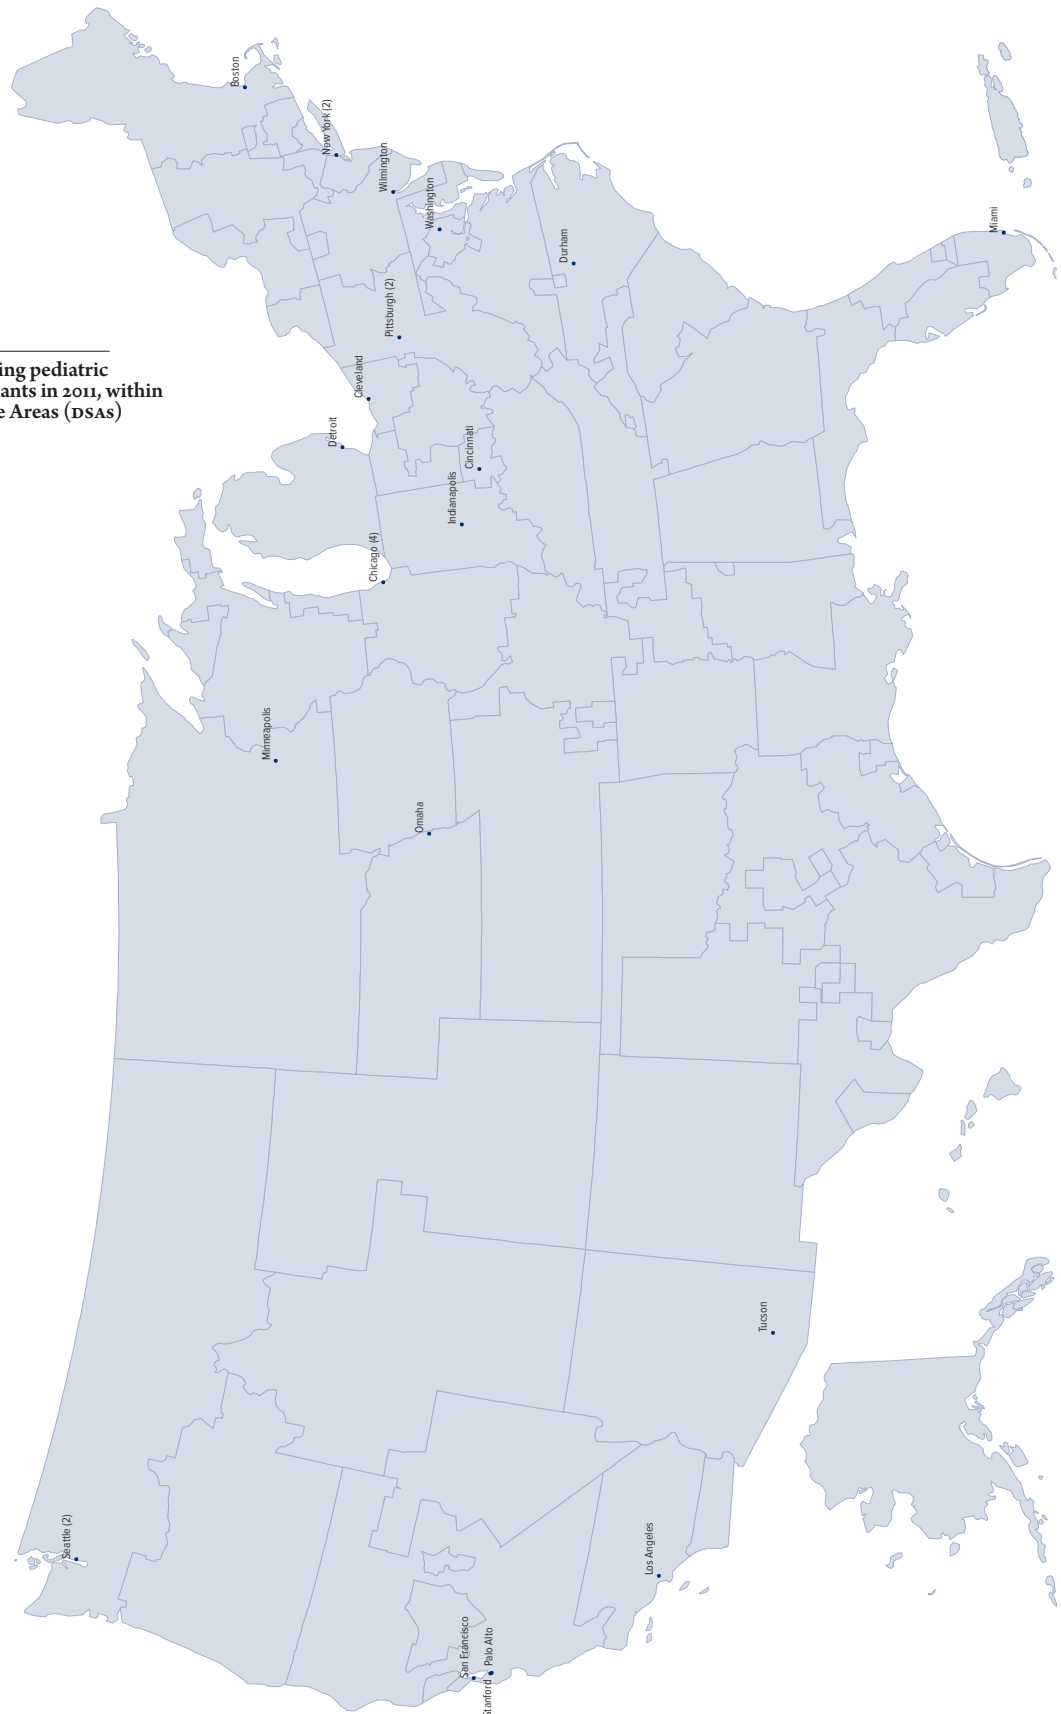 ing pediatric
ants in 2011, within
e Areas (DSAs)
Boston
New York (2)
Wilmington
Washington
Durham
Miami
Pittsburgh (2)
Cleveland
Detroit
Cincinnati
Indianapolis
Chicago (4)
Minneapolis
Omaha
Tucson
Seattle (2)
Los Angeles
San Francisco
Palo Alto
Stanford